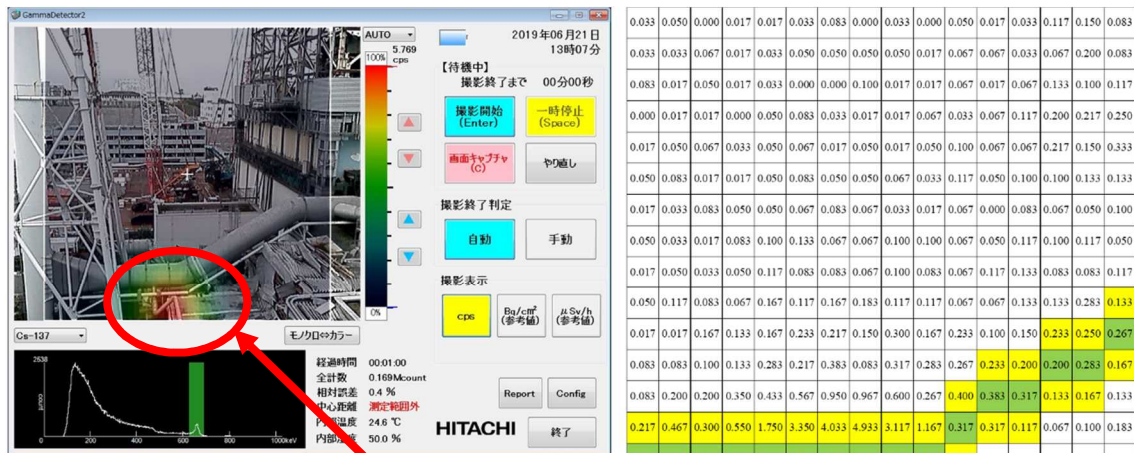 GammaDetector2
AUTO
5.769
cps
100%
0%
2019年06月21日
13時07分
【待機中】
撮影終了まで 00分00秒
撮影開始
(Enter)
一時停止
(Space)
画面キャプチャ
(C)
やり直し
撮影終了判定
自動
手動
撮影表示
cps
Bq/cm²
(参考値)
μSv/h
(参考値)
Cs-137
モノクロ⇔カラー
2638
count
0
0 200 400 600 800 1000keV
経過時間 00:01:00
全計数 0.169Mcount
相対誤差 0.4 %
中心距離 測定範囲外
内部温度 24.6 ℃
内部湿度 50.0 %
Report
Config
HITACHI
終了
0.033 0.050 0.000 0.017 0.017 0.033 0.083 0.000 0.033 0.000 0.050 0.017 0.033 0.117 0.150 0.083
0.033 0.033 0.067 0.017 0.033 0.050 0.050 0.050 0.050 0.017 0.067 0.067 0.033 0.067 0.200 0.083
0.083 0.017 0.050 0.017 0.033 0.000 0.000 0.100 0.017 0.017 0.067 0.017 0.067 0.133 0.100 0.117
0.000 0.017 0.017 0.000 0.050 0.083 0.033 0.017 0.017 0.067 0.033 0.067 0.117 0.200 0.217 0.250
0.017 0.050 0.067 0.033 0.050 0.067 0.017 0.050 0.017 0.050 0.100 0.067 0.067 0.217 0.150 0.333
0.050 0.083 0.017 0.017 0.050 0.083 0.050 0.050 0.067 0.033 0.117 0.050 0.100 0.100 0.133 0.133
0.017 0.033 0.083 0.050 0.050 0.067 0.083 0.067 0.033 0.017 0.067 0.000 0.083 0.067 0.050 0.100
0.050 0.033 0.017 0.083 0.100 0.133 0.067 0.067 0.100 0.100 0.067 0.050 0.117 0.100 0.117 0.050
0.017 0.050 0.033 0.050 0.117 0.083 0.083 0.067 0.100 0.083 0.067 0.117 0.133 0.083 0.083 0.117
0.050 0.117 0.083 0.067 0.167 0.117 0.167 0.183 0.117 0.117 0.067 0.067 0.133 0.133 0.283 0.133
0.017 0.017 0.167 0.133 0.167 0.233 0.217 0.150 0.300 0.167 0.233 0.100 0.150 0.233 0.250 0.267
0.083 0.083 0.100 0.133 0.283 0.217 0.383 0.083 0.317 0.283 0.267 0.233 0.200 0.200 0.283 0.167
0.083 0.200 0.200 0.350 0.433 0.567 0.950 0.967 0.600 0.267 0.400 0.383 0.317 0.133 0.167 0.133
0.217 0.467 0.300 0.550 1.750 3.350 4.033 4.933 3.117 1.167 0.317 0.317 0.117 0.067 0.100 0.183